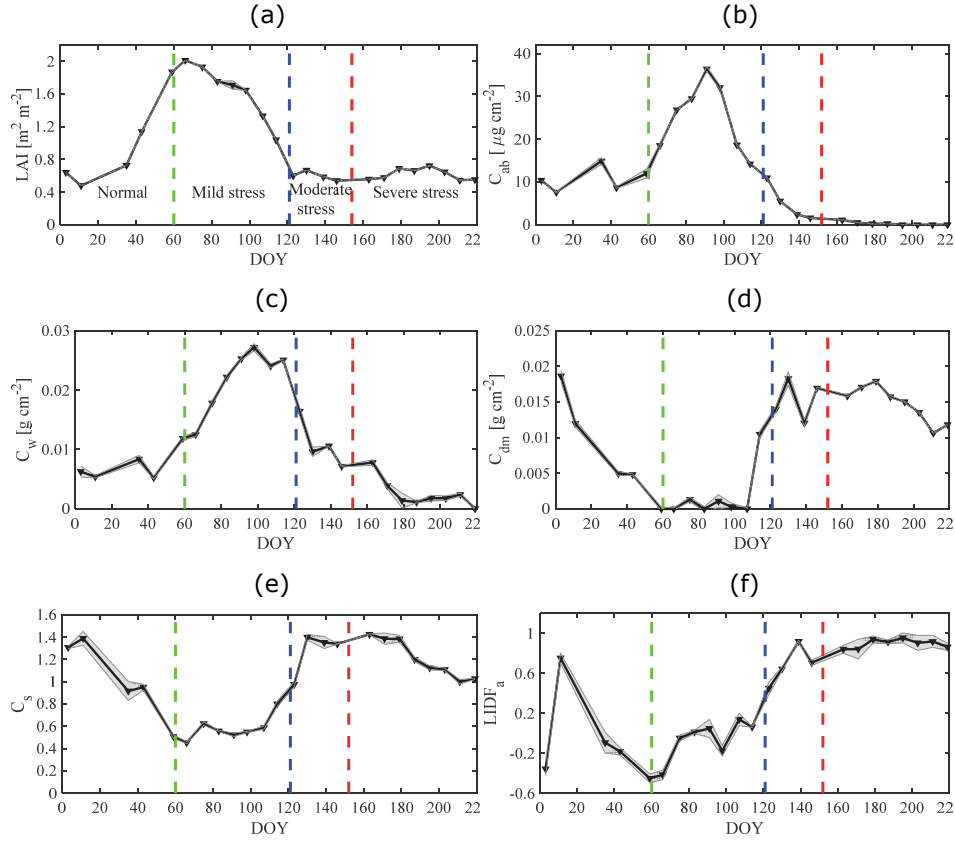 (a)
(b)
LAI [m² m⁻²]
2
1.6
1.2
0.8
0.4
0
Normal
Mild stress
Moderate
stress
Severe stress
0 20 40 60 80 100 120 140 160 180 200 22
DOY
C_ab [ μg cm⁻²]
40
30
20
10
0
0 20 40 60 80 100 120 140 160 180 200 22
DOY
(c)
(d)
C_w [g cm⁻²]
0.03
0.02
0.01
0
0 20 40 60 80 100 120 140 160 180 200 220
DOY
C_dm [g cm⁻²]
0.025
0.02
0.015
0.01
0.005
0
0 20 40 60 80 100 120 140 160 180 200 22
DOY
(e)
(f)
C_s
1.6
1.4
1.2
1
0.8
0.6
0.4
0.2
0
0 20 40 60 80 100 120 140 160 180 200 220
DOY
LIDF_a
1
0.6
0.2
-0.2
-0.6
0 20 40 60 80 100 120 140 160 180 200 22
DOY